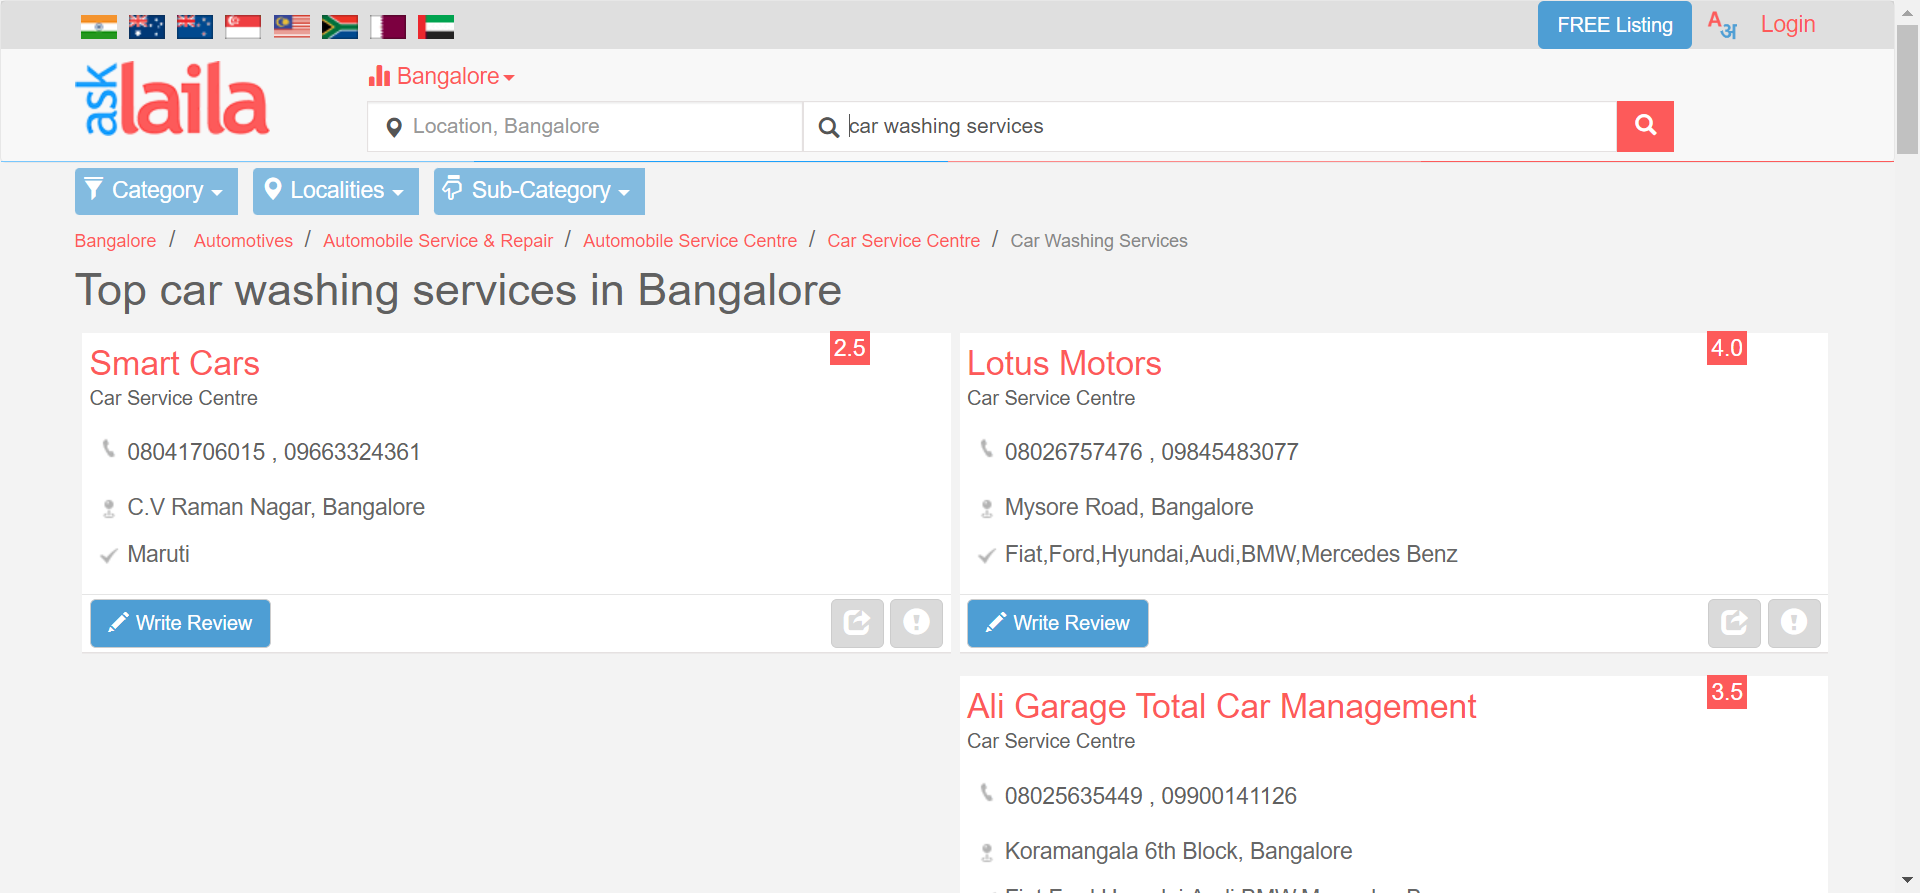 FREE Listing
Aअ
Login
ask laila
Bangalore
Location, Bangalore
car washing services
Category
Localities
Sub-Category
Bangalore / Automotives / Automobile Service & Repair / Automobile Service Centre / Car Service Centre / Car Washing Services
Top car washing services in Bangalore
Smart Cars
2.5
Car Service Centre
08041706015 , 09663324361
C.V Raman Nagar, Bangalore
Maruti
Write Review
Lotus Motors
4.0
Car Service Centre
08026757476 , 09845483077
Mysore Road, Bangalore
Fiat,Ford,Hyundai,Audi,BMW,Mercedes Benz
Write Review
Ali Garage Total Car Management
3.5
Car Service Centre
08025635449 , 09900141126
Koramangala 6th Block, Bangalore